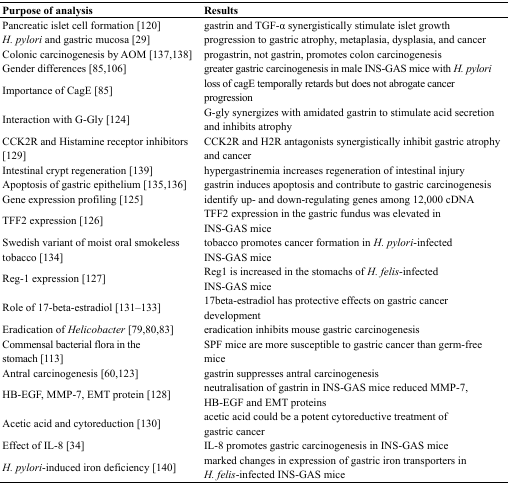 Purpose of analysis Results
Pancreatic islet cell formation [120] gastrin and TGF-α synergistically stimulate islet growth
H. pylori and gastric mucosa [29] progression to gastric atrophy, metaplasia, dysplasia, and cancer
Colonic carcinogenesis by AOM [137,138] progastrin, not gastrin, promotes colon carcinogenesis
Gender differences [85,106] greater gastric carcinogenesis in male INS-GAS mice with H. pylori
Importance of CagE [85] loss of cagE temporally retards but does not abrogate cancer
progression
Interaction with G-Gly [124] G-gly synergizes with amidated gastrin to stimulate acid secretion
and inhibits atrophy
CCK2R and Histamine receptor inhibitors CCK2R and H2R antagonists synergistically inhibit gastric atrophy
[129] and cancer
Intestinal crypt regeneration [139] hypergastrinemia increases regeneration of intestinal injury
Apoptosis of gastric epithelium [135,136] gastrin induces apoptosis and contribute to gastric carcinogenesis
Gene expression profiling [125] identify up- and down-regulating genes among 12,000 cDNA
TFF2 expression [126] TFF2 expression in the gastric fundus was elevated in
INS-GAS mice
Swedish variant of moist oral smokeless tobacco promotes cancer formation in H. pylori-infected
tobacco [134] INS-GAS mice
Reg-1 expression [127] Reg1 is increased in the stomachs of H. felis-infected
INS-GAS mice
Role of 17-beta-estradiol [131–133] 17beta-estradiol has protective effects on gastric cancer
development
Eradication of Helicobacter [79,80,83] eradication inhibits mouse gastric carcinogenesis
Commensal bacterial flora in the SPF mice are more susceptible to gastric cancer than germ-free
stomach [113] mice
Antral carcinogenesis [60,123] gastrin suppresses antral carcinogenesis
HB-EGF, MMP-7, EMT protein [128] neutralisation of gastrin in INS-GAS mice reduced MMP-7,
HB-EGF and EMT proteins
Acetic acid and cytoreduction [130] acetic acid could be a potent cytoreductive treatment of
gastric cancer
Effect of IL-8 [34] IL-8 promotes gastric carcinogenesis in INS-GAS mice
H. pylori-induced iron deficiency [140] marked changes in expression of gastric iron transporters in
H. felis-infected INS-GAS mice